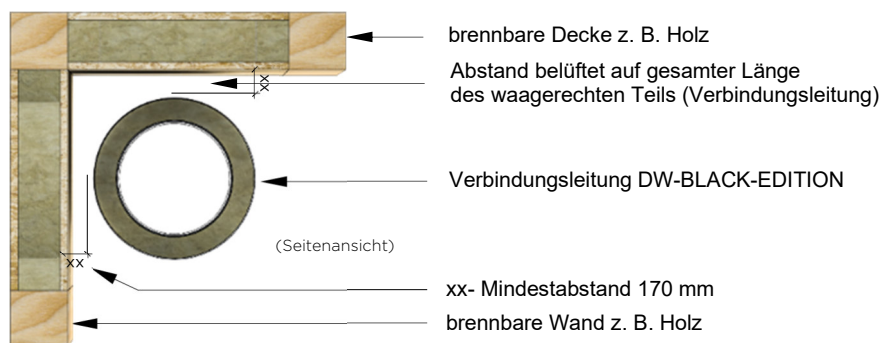 brennbare Decke z. B. Holz
xx
Abstand belüftet auf gesamter Länge
des waagerechten Teils (Verbindungsleitung)
Verbindungsleitung DW-BLACK-EDITION
(Seitenansicht)
xx
xx- Mindestabstand 170 mm
brennbare Wand z. B. Holz